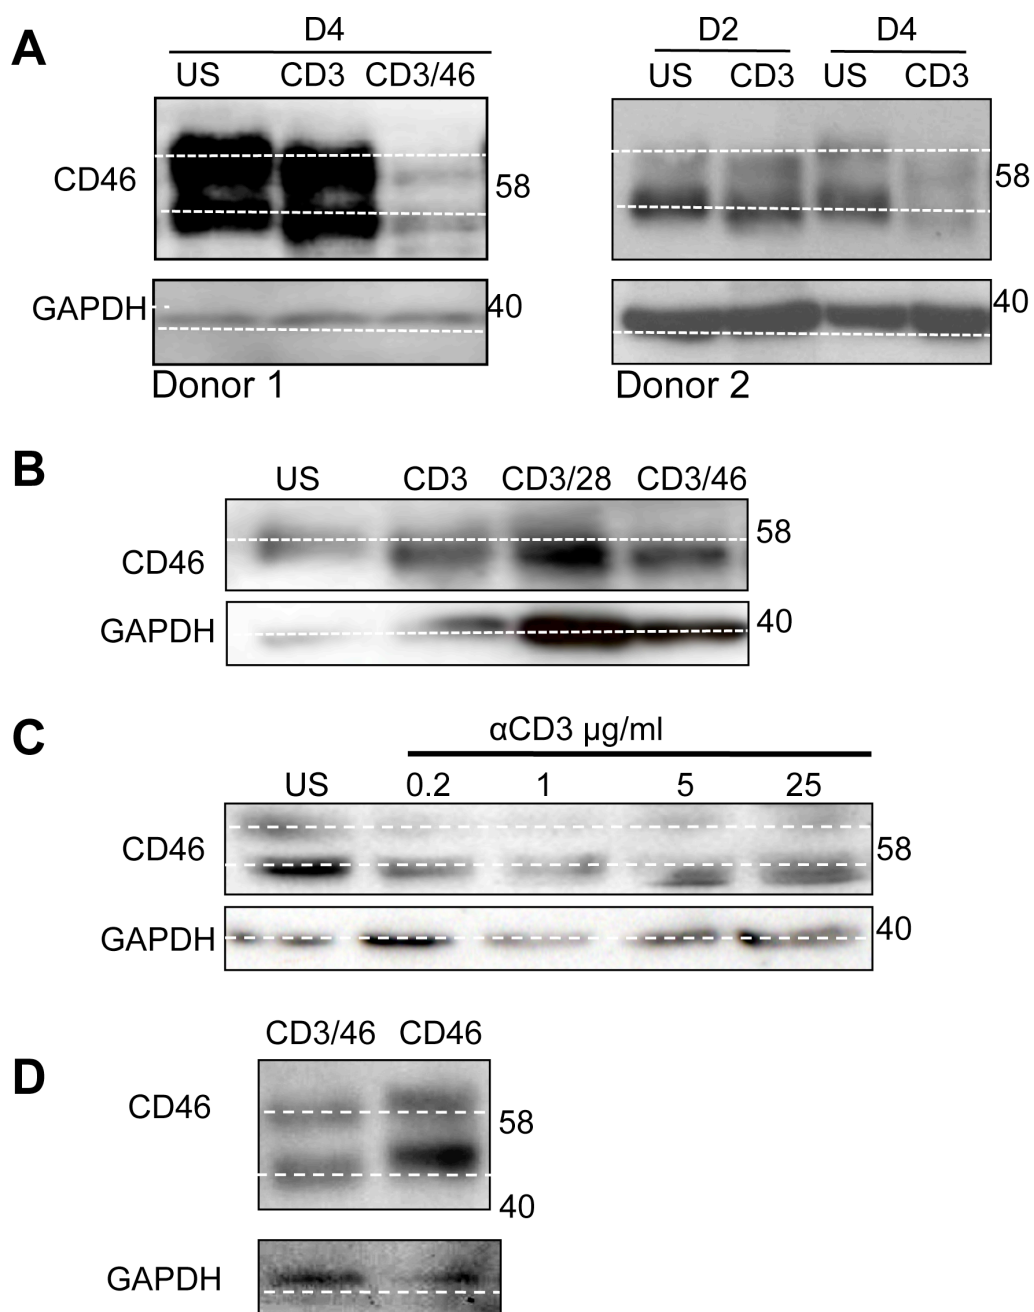 A
D4
US CD3 CD3/46
CD46
58
GAPDH
40
Donor 1
D2 D4
US CD3 US CD3
58
40
Donor 2
B
US CD3 CD3/28 CD3/46
CD46
58
GAPDH
40
C
αCD3 µg/ml
US 0.2 1 5 25
CD46
58
GAPDH
40
D
CD3/46 CD46
CD46
58
40
GAPDH